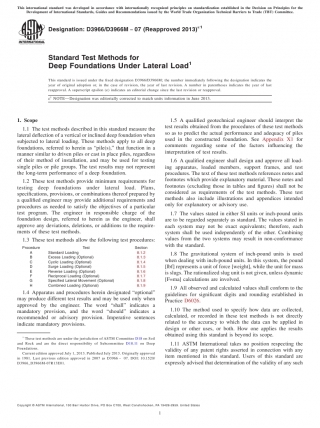 This international standard was developed in accordance with internationally recognized principles on standardization established in the Decision on Principles for the
Development of International Standards, Guides and Recommendations issued by the World Trade Organization Technical Barriers to Trade (TBT) Committee.
Designation: D3966/D3966M − 07 (Reapproved 2013)ε1
Standard Test Methods for
Deep Foundations Under Lateral Load1
This standard is issued under the fixed designation D3966/D3966M; the number immediately following the designation indicates the
year of original adoption or, in the case of revision, the year of last revision. A number in parentheses indicates the year of last
reapproval. A superscript epsilon (ε) indicates an editorial change since the last revision or reapproval.
ε1 NOTE—Designation was editorially corrected to match units information in June 2013.
1. Scope
1.1 The test methods described in this standard measure the
lateral deflection of a vertical or inclined deep foundation when
subjected to lateral loading. These methods apply to all deep
foundations, referred to herein as “pile(s),” that function in a
manner similar to driven piles or cast in place piles, regardless
of their method of installation, and may be used for testing
single piles or pile groups. The test results may not represent
the long-term performance of a deep foundation.
1.2 These test methods provide minimum requirements for
testing deep foundations under lateral load. Plans,
specifications, provisions, or combinations thereof prepared by
a qualified engineer may provide additional requirements and
procedures as needed to satisfy the objectives of a particular
test program. The engineer in responsible charge of the
foundation design, referred to herein as the engineer, shall
approve any deviations, deletions, or additions to the require-
ments of these test methods.
1.3 These test methods allow the following test procedures:
Procedure Test Section
A Standard Loading 8.1.2
B Excess Loading (Optional) 8.1.3
C Cyclic Loading (Optional) 8.1.4
D Surge Loading (Optional) 8.1.5
E Reverse Loading (Optional) 8.1.6
F Reciprocal Loading (Optional) 8.1.7
G Specified Lateral Movement (Optional) 8.1.8
H Combined Loading (Optional) 8.1.9
1.4 Apparatus and procedures herein designated “optional”
may produce different test results and may be used only when
approved by the engineer. The word “shall” indicates a
mandatory provision, and the word “should” indicates a
recommended or advisory provision. Imperative sentences
indicate mandatory provisions.
1 These test methods are under the jurisdiction of ASTM Committee D18 on Soil
and Rock and are the direct responsibility of Subcommittee D18.11 on Deep
Foundations.
Current edition approved June 1, 2013. Published July 2013. Originally approved
in 1981. Last previous edition approved in 2007 as D3966 – 07. DOI: 10.1520/
1.5 A qualified geotechnical engineer should interpret the
test results obtained from the procedures of these test methods
so as to predict the actual performance and adequacy of piles
used in the constructed foundation. See Appendix X1 for
comments regarding some of the factors influencing the
interpretation of test results.
1.6 A qualified engineer shall design and approve all load-
ing apparatus, loaded members, support frames, and test
procedures. The text of these test methods references notes and
footnotes which provide explanatory material. These notes and
footnotes (excluding those in tables and figures) shall not be
considered as requirements of the test methods. These test
methods also include illustrations and appendices intended
only for explanatory or advisory use.
1.7 The values stated in either SI units or inch-pound units
are to be regarded separately as standard. The values stated in
each system may not be exact equivalents; therefore, each
system shall be used independently of the other. Combining
values from the two systems may result in non-conformance
with the standard.
1.8 The gravitational system of inch-pound units is used
when dealing with inch-pound units. In this system, the pound
[lbf] represents a unit of force [weight], while the unit for mass
is slugs. The rationalized slug unit is not given, unless dynamic
(F=ma) calculations are involved.
1.9 All observed and calculated values shall conform to the
guidelines for significant digits and rounding established in
Practice D6026.
1.10 The method used to specify how data are collected,
calculated, or recorded in these test methods is not directly
related to the accuracy to which the data can be applied in
design or other uses, or both. How one applies the results
obtained using this standard is beyond its scope.
1.11 ASTM International takes no position respecting the
validity of any patent rights asserted in connection with any
item mentioned in this standard. Users of this standard are
expressly advised that determination of the validity of any such
Copyright © ASTM International, 100 Barr Harbor Drive, PO Box C700, West Conshohocken, PA 19428-2959. United States
1